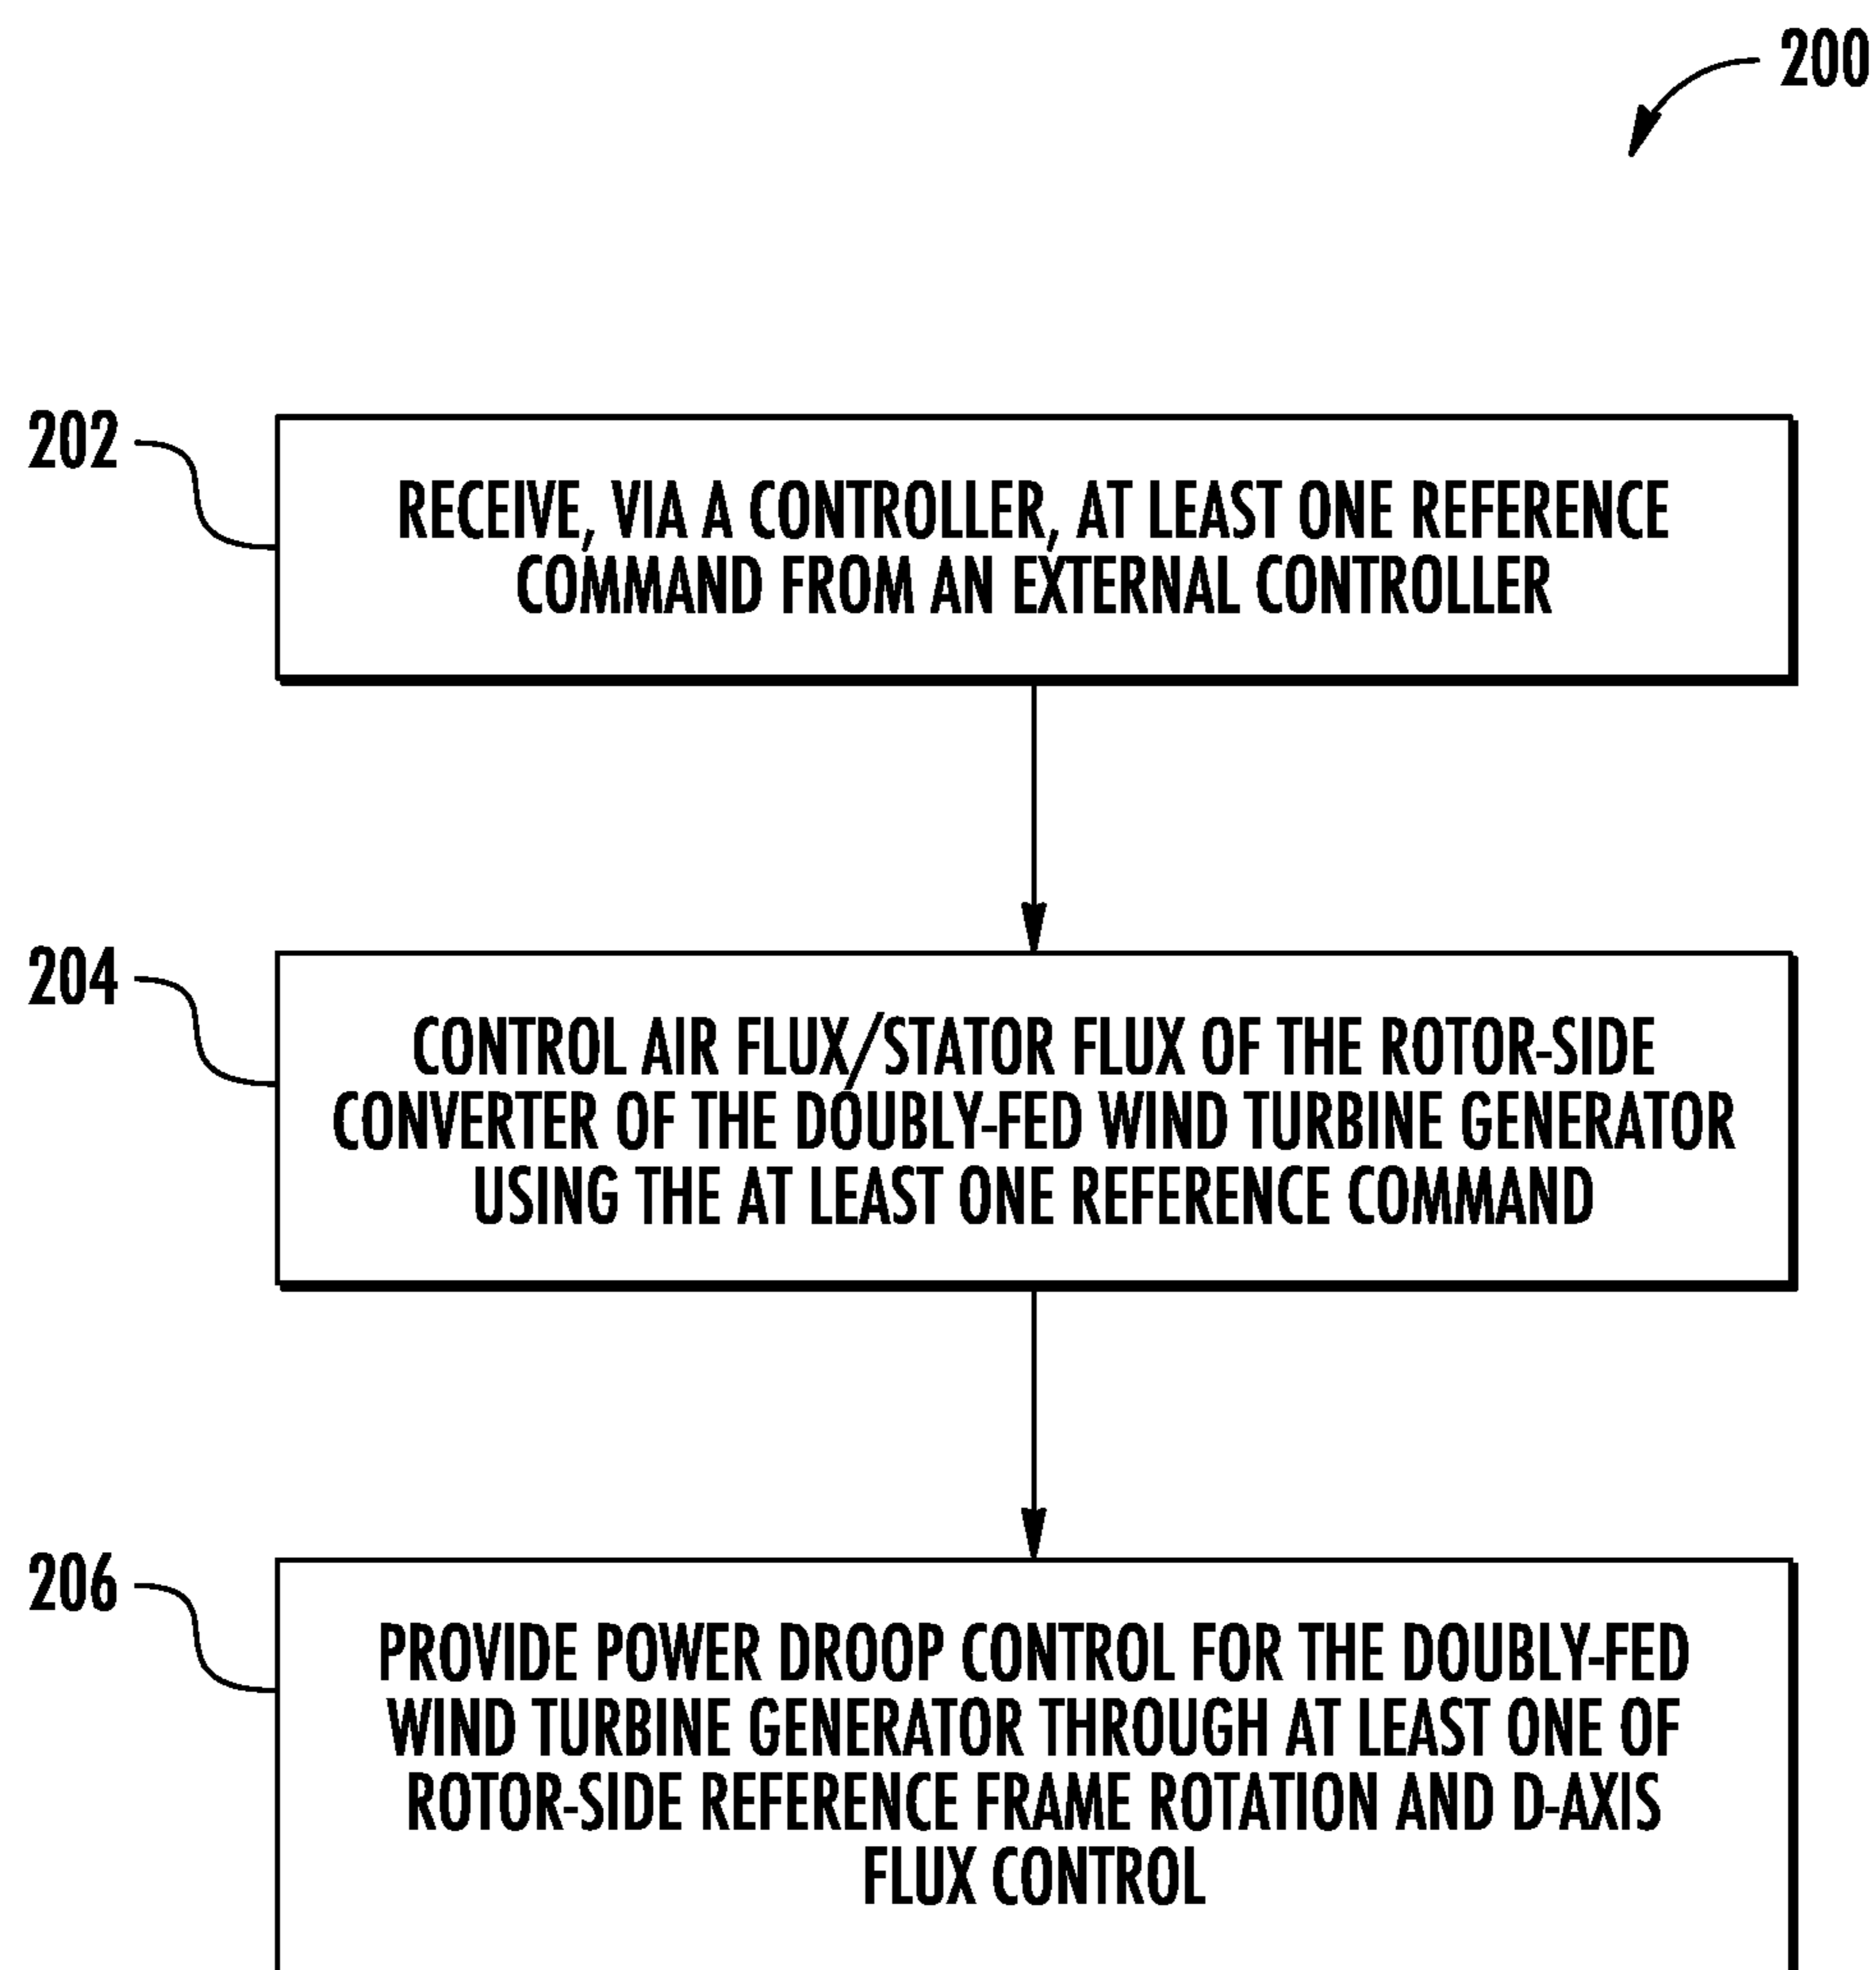 200
202
RECEIVE, VIA A CONTROLLER, AT LEAST ONE REFERENCE
COMMAND FROM AN EXTERNAL CONTROLLER
204
CONTROL AIR FLUX/STATOR FLUX OF THE ROTOR-SIDE
CONVERTER OF THE DOUBLY-FED WIND TURBINE GENERATOR
USING THE AT LEAST ONE REFERENCE COMMAND
206
PROVIDE POWER DROOP CONTROL FOR THE DOUBLY-FED
WIND TURBINE GENERATOR THROUGH AT LEAST ONE OF
ROTOR-SIDE REFERENCE FRAME ROTATION AND D-AXIS
FLUX CONTROL